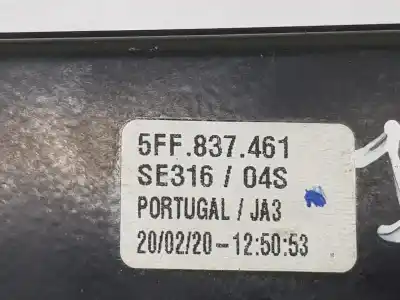 5FF.837.461
SE316 / 04S
PORTUGAL / JA3
20/02/20-12:50:53